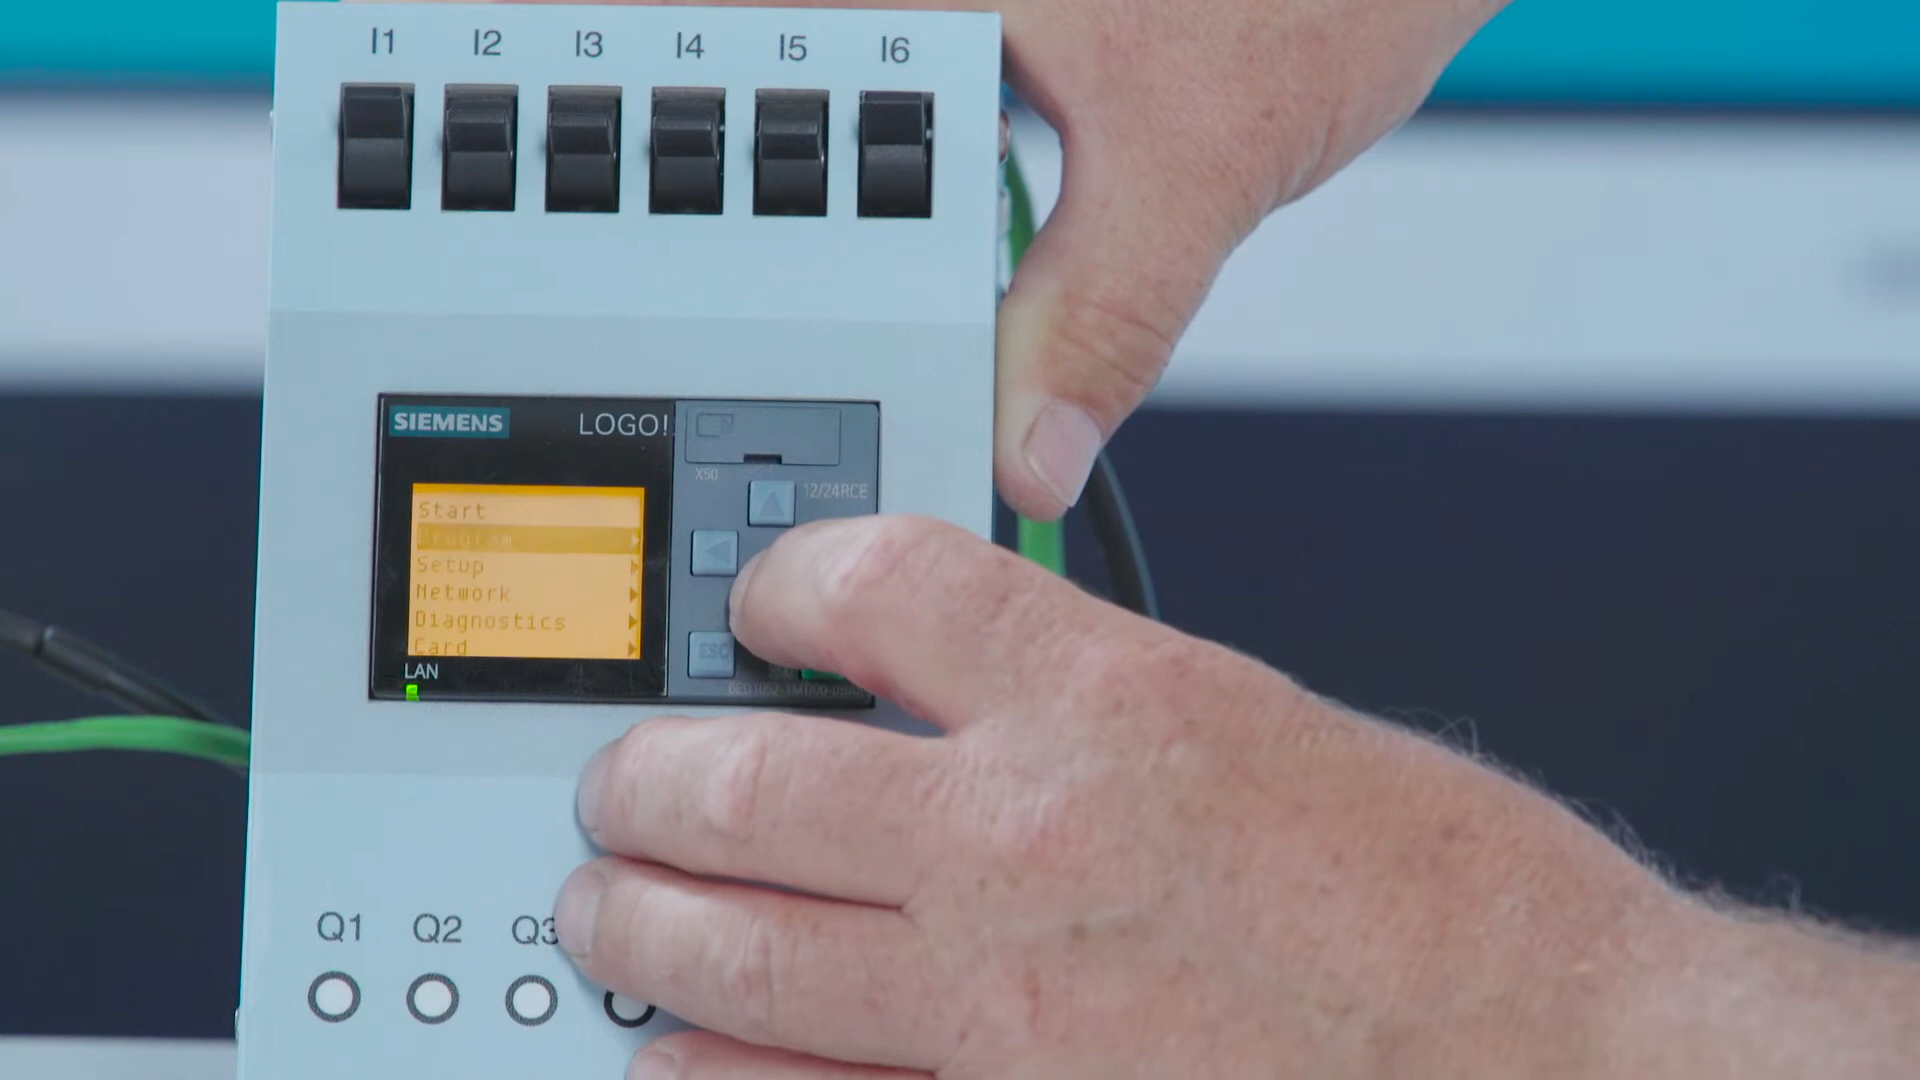 I1 I2 I3 I4 I5 I6
SIEMENS LOGO!
X50
12/24RCE
Start
Program
Setup
Network
Diagnostics
Card
ESC
LAN
Q1 Q2 Q3